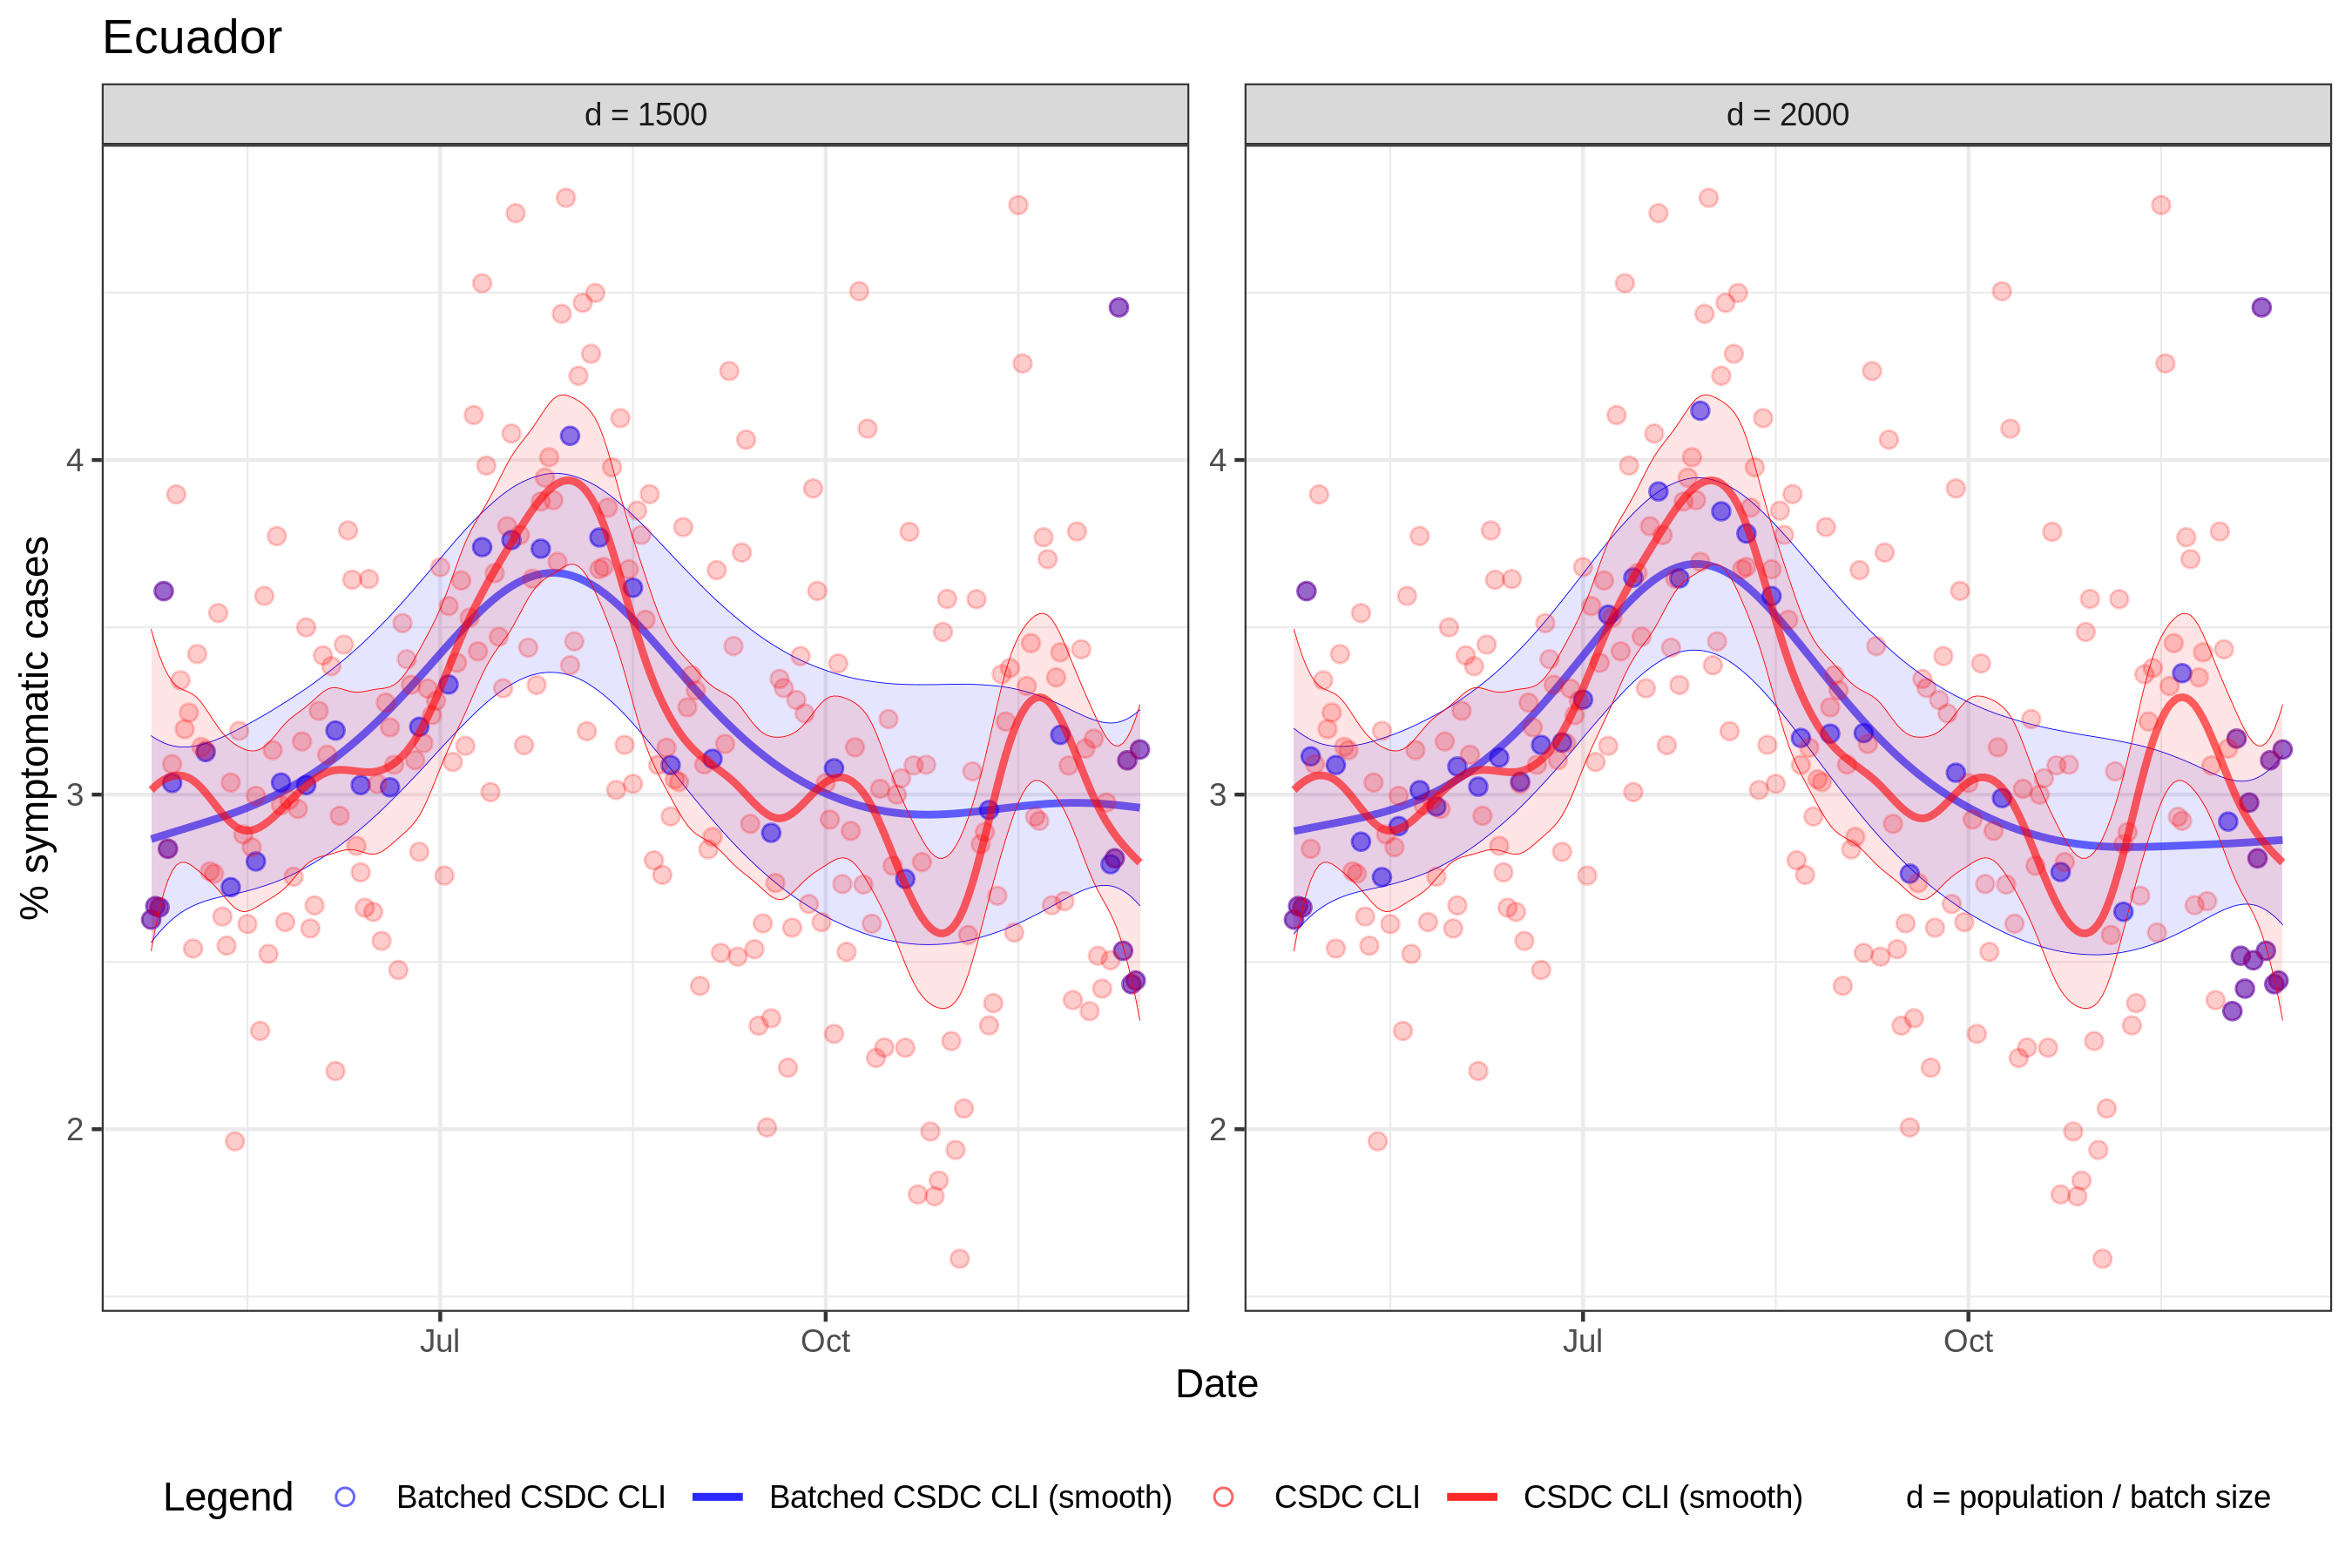 Ecuador
d = 1500
d = 2000
% symptomatic cases
4
3
2
4
3
2
Jul
Oct
Jul
Oct
Date
Legend
Batched CSDC CLI
Batched CSDC CLI (smooth)
CSDC CLI
CSDC CLI (smooth)
d = population / batch size